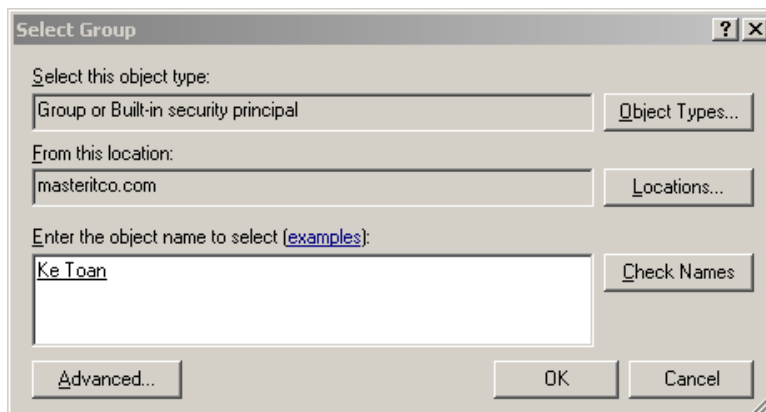 Select Group
Select this object type:
Group or Built-in security principal
Object Types...
From this location:
masteritco.com
Locations...
Enter the object name to select (examples):
Ke Toan
Check Names
Advanced...
OK
Cancel